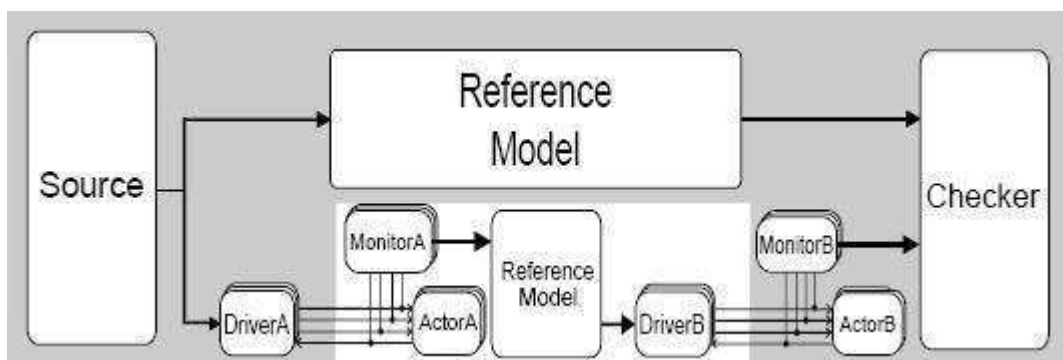 Source
Reference
Model
Checker
MonitorA
Reference
Model
MonitorB
DriverA
ActorA
DriverB
ActorB